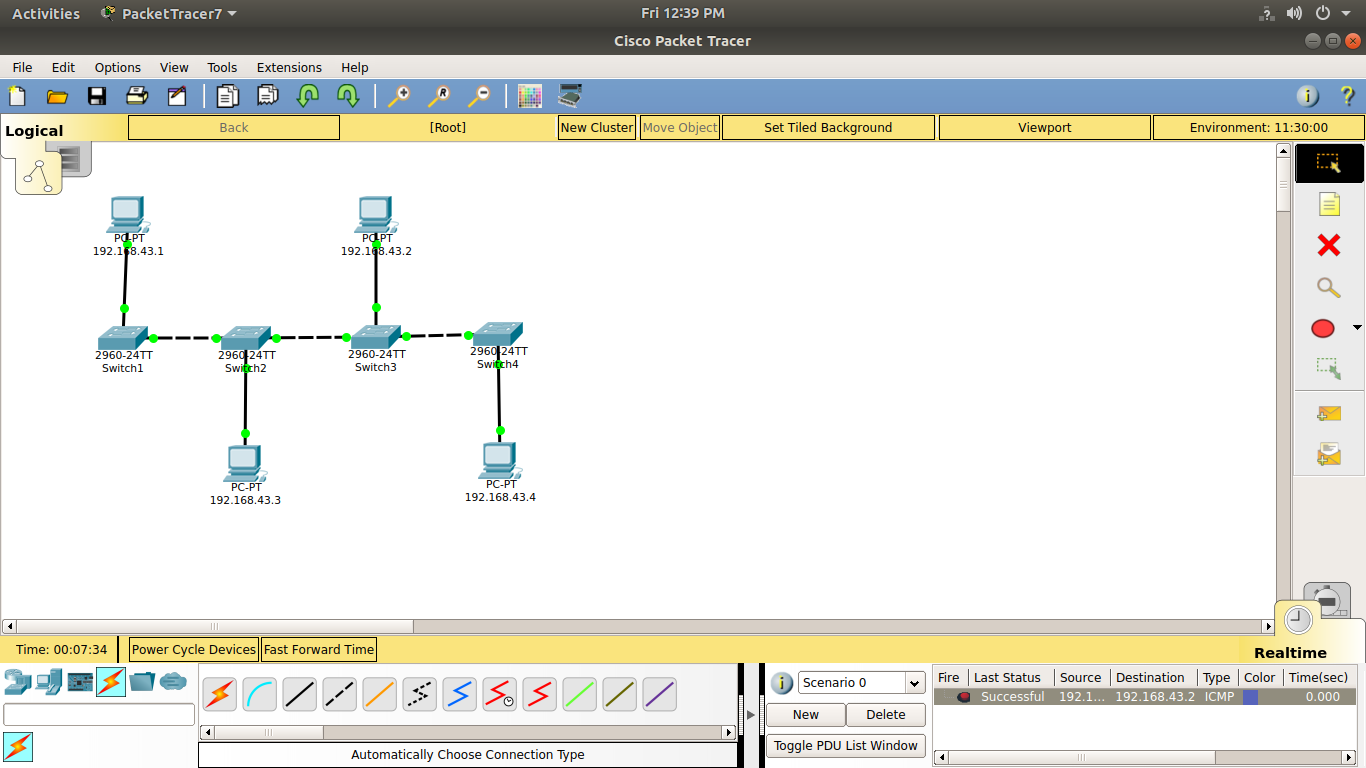 Activities PacketTracer7 Fri 12:39 PM
Cisco Packet Tracer
File Edit Options View Tools Extensions Help
Logical Back [Root] New Cluster Move Object Set Tiled Background Viewport Environment: 11:30:00
PC-PT
192.168.43.1
PC-PT
192.168.43.2
2960-24TT
Switch1
2960-24TT
Switch2
2960-24TT
Switch3
2960-24TT
Switch4
PC-PT
192.168.43.3
PC-PT
192.168.43.4
Time: 00:07:34 Power Cycle Devices Fast Forward Time
Realtime
Automatically Choose Connection Type
Scenario 0
New Delete
Toggle PDU List Window
Fire Last Status Source Destination Type Color Time(sec)
Successful 192.1... 192.168.43.2 ICMP 0.000